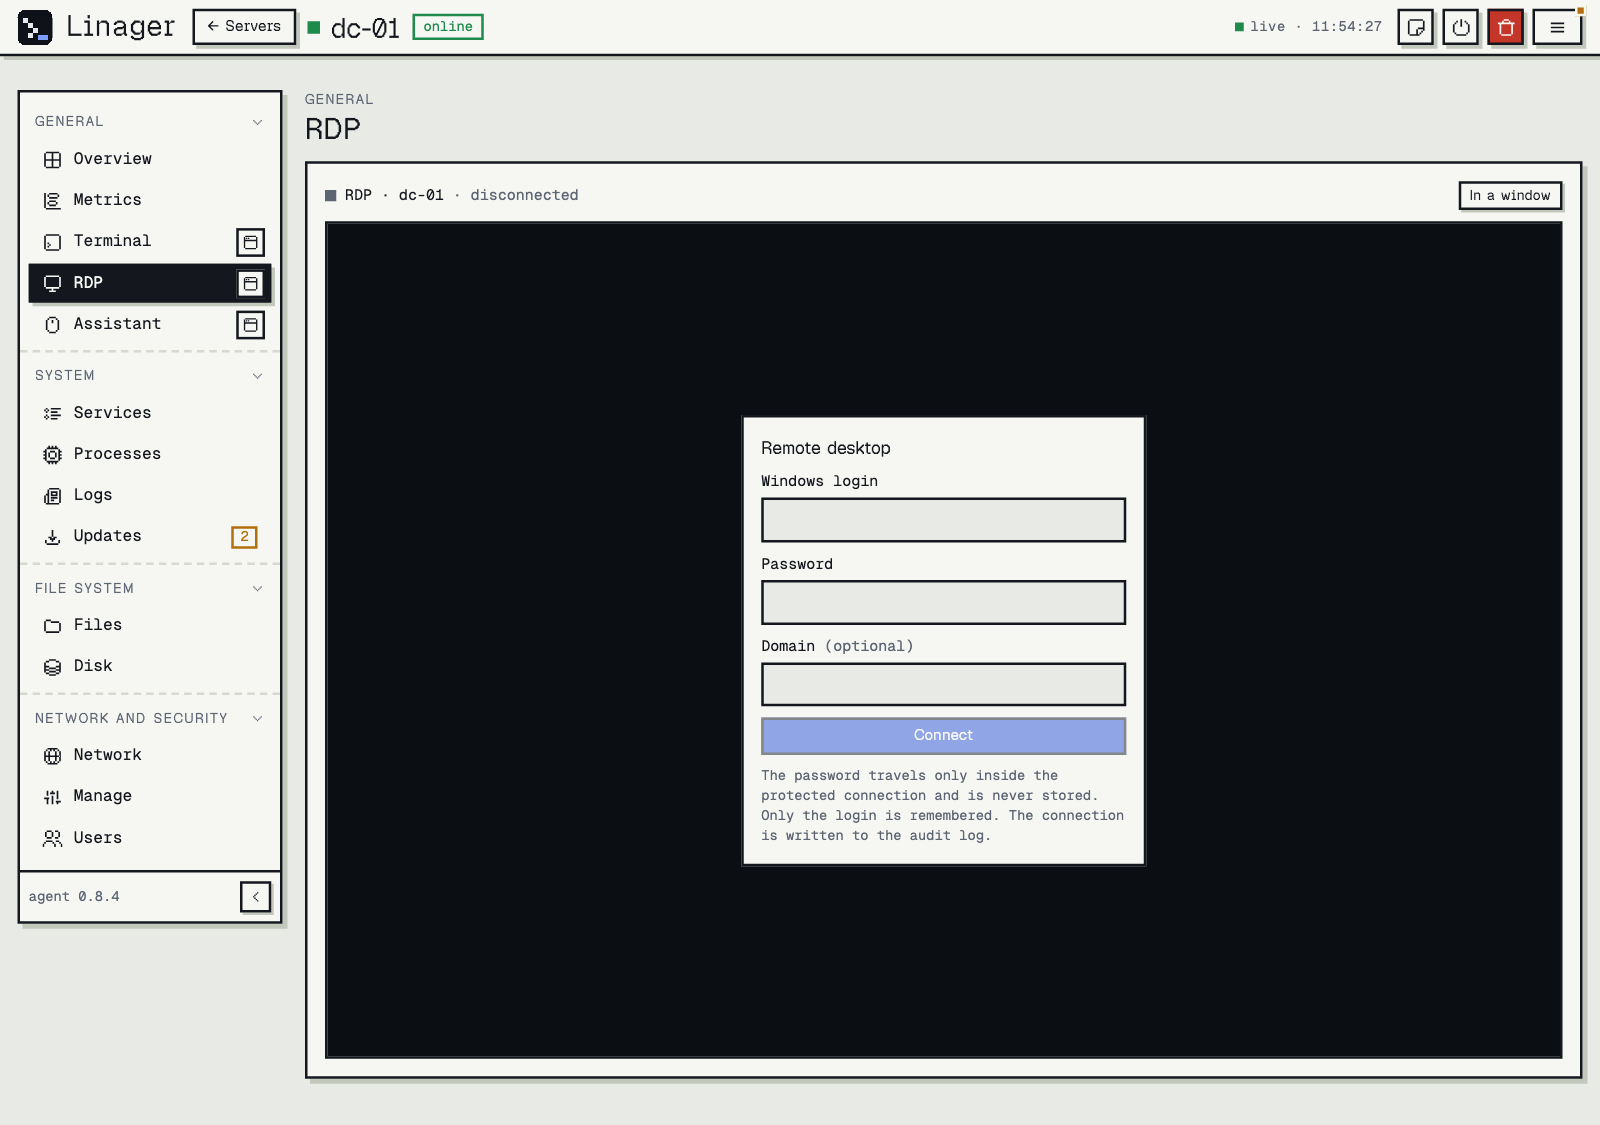 Linager
← Servers
dc-01
online
live · 11:54:27
GENERAL
Overview
Metrics
Terminal
RDP
Assistant
SYSTEM
Services
Processes
Logs
Updates
2
FILE SYSTEM
Files
Disk
NETWORK AND SECURITY
Network
Manage
Users
agent 0.8.4
GENERAL
RDP
RDP · dc-01 · disconnected
In a window
Remote desktop
Windows login
Password
Domain (optional)
Connect
The password travels only inside the
protected connection and is never stored.
Only the login is remembered. The connection
is written to the audit log.